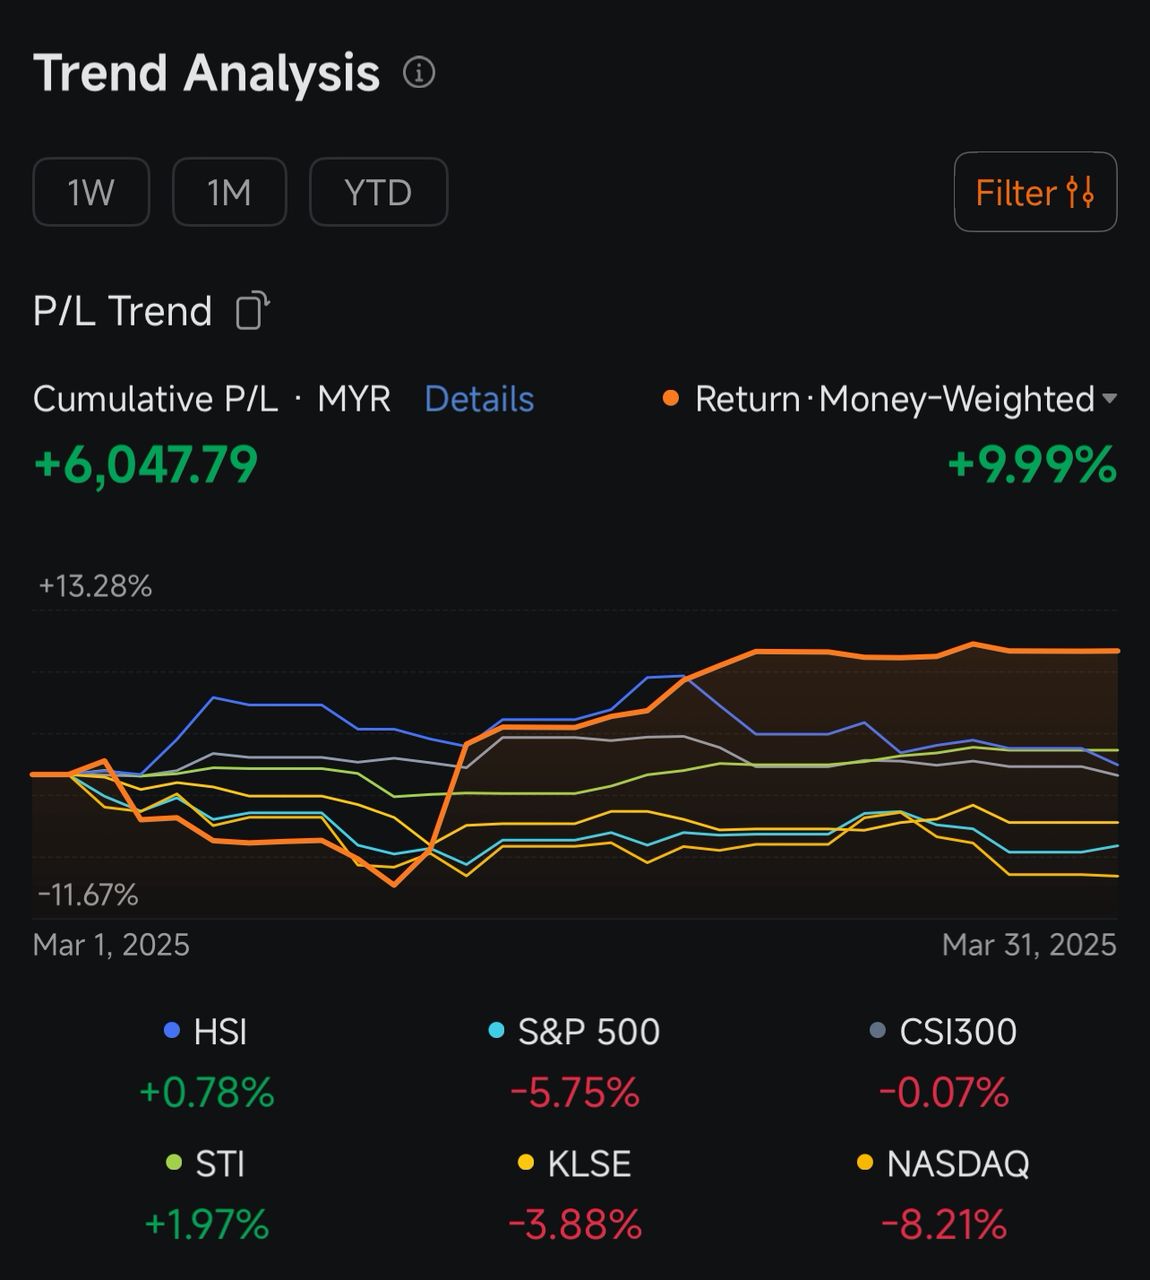 Trend Analysis
1W 1M YTD Filter
P/L Trend
Cumulative P/L · MYR Details Return · Money-Weighted
+6,047.79 +9.99%
+13.28%
-11.67%
Mar 1, 2025 Mar 31, 2025
HSI S&P 500 CSI300
+0.78% -5.75% -0.07%
STI KLSE NASDAQ
+1.97% -3.88% -8.21%